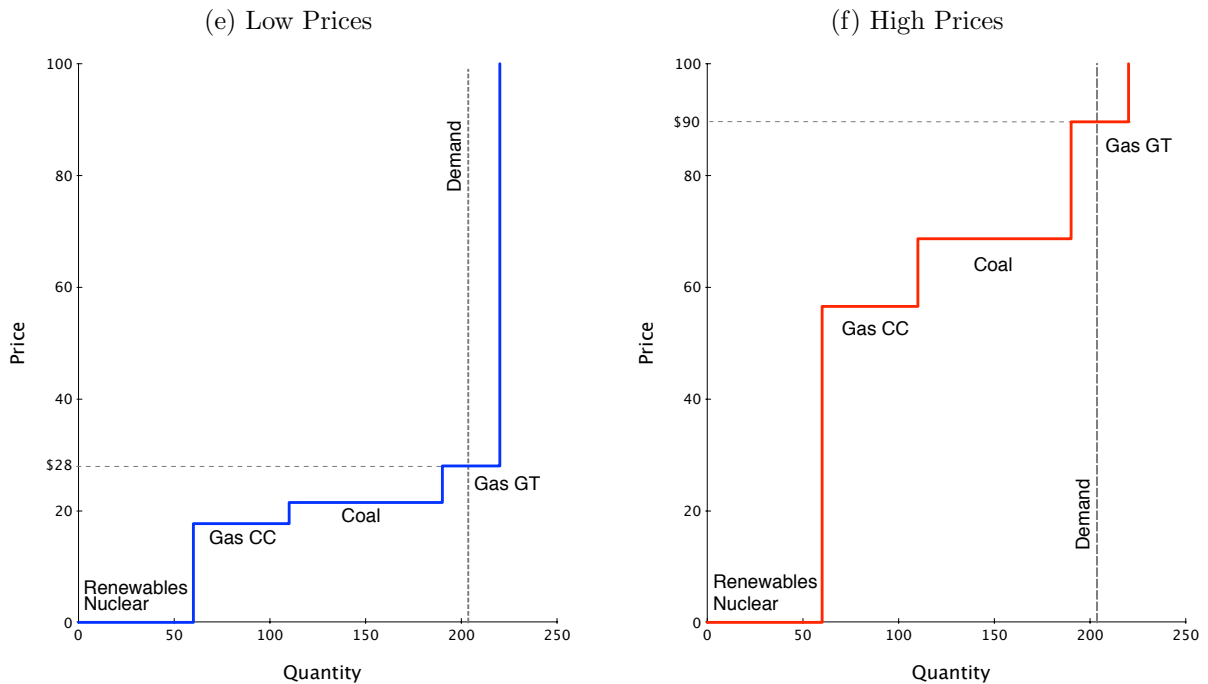 (e) Low Prices
100
80
60
40
$28
20
0
Price
Demand
Gas GT
Coal
Gas CC
Renewables
Nuclear
0 50 100 150 200 250
Quantity
(f) High Prices
100
$90
80
60
40
20
0
Price
Gas GT
Coal
Gas CC
Demand
Renewables
Nuclear
0 50 100 150 200 250
Quantity